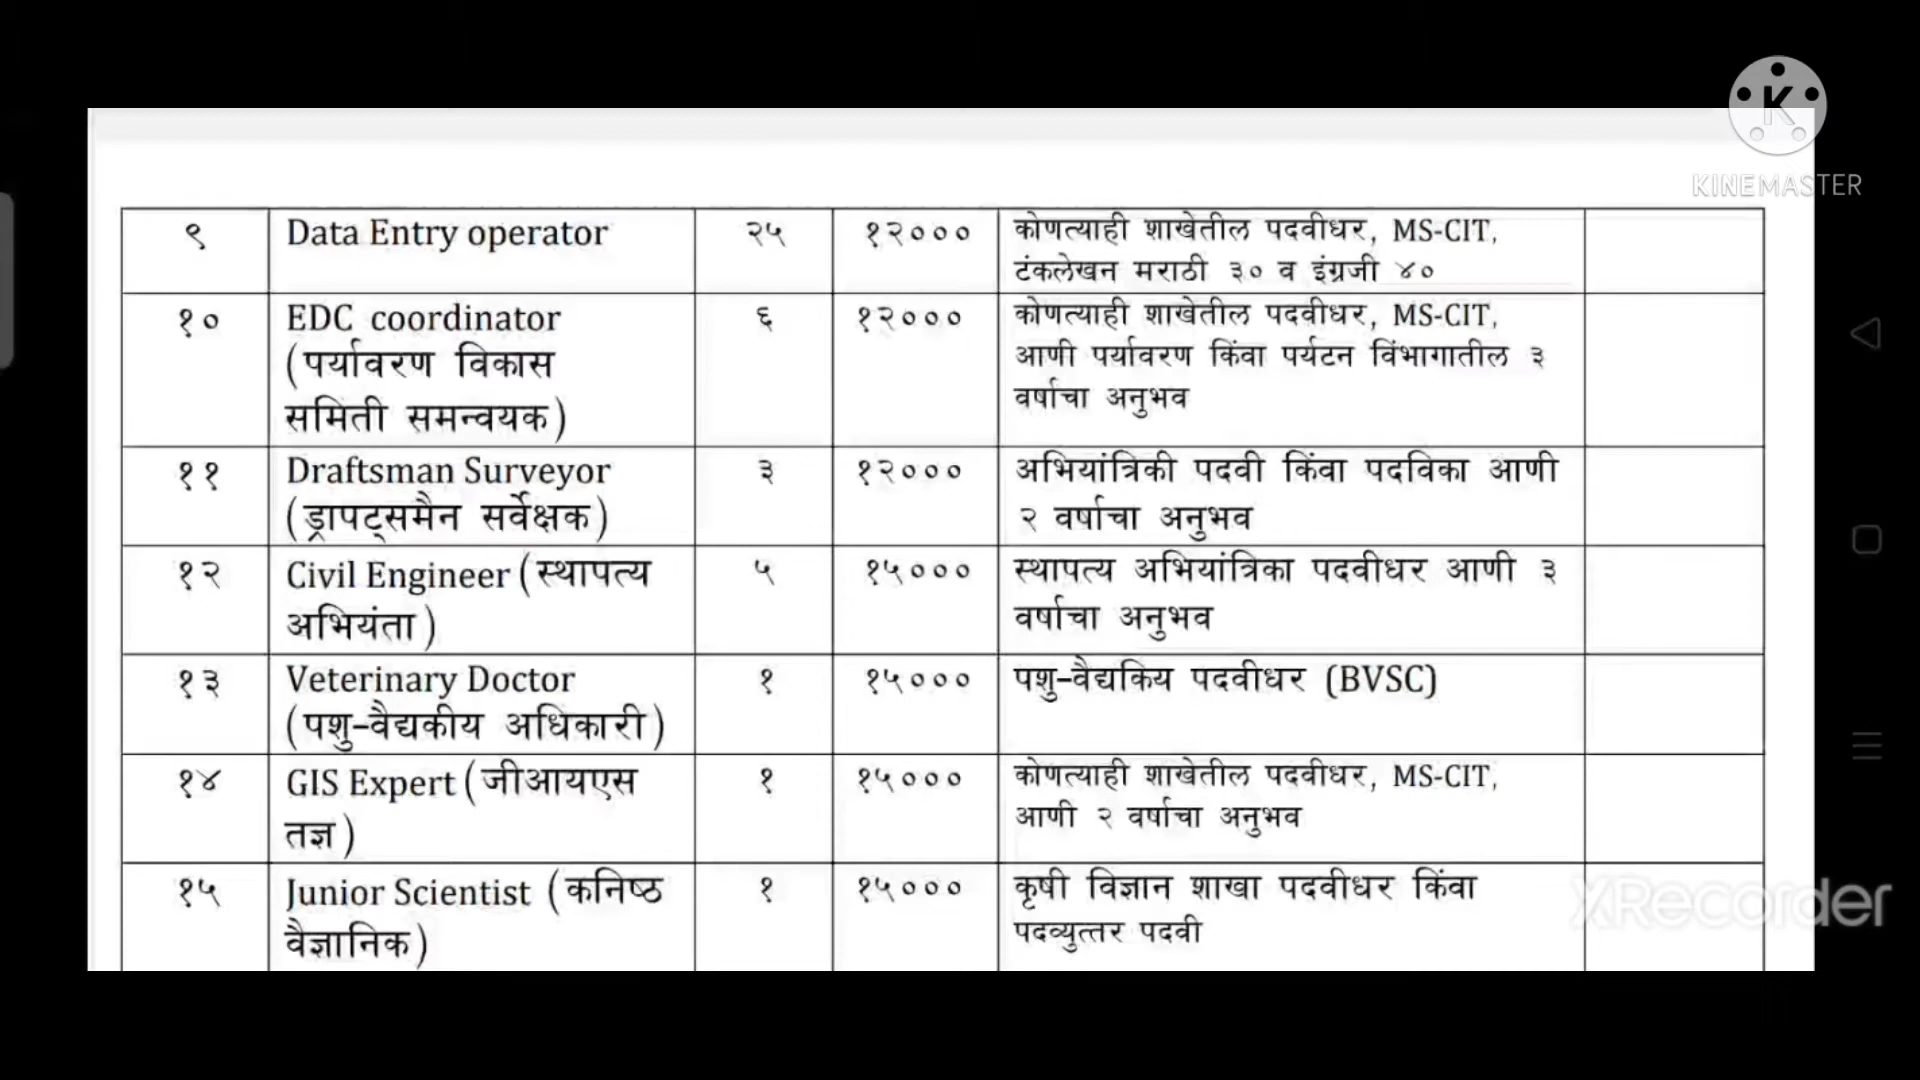 KINEMASTER
९ Data Entry operator २५ १२००० कोणत्याही शाखेतील पदवीधर, MS-CIT,
टंकलेखन मराठी ३० व इंग्रजी ४०
१० EDC coordinator ६ १२००० कोणत्याही शाखेतील पदवीधर, MS-CIT,
(पर्यावरण विकास आणी पर्यावरण किंवा पर्यटन विंभागातील ३
समिती समन्वयक) वर्षाचा अनुभव
११ Draftsman Surveyor ३ १२००० अभियांत्रिकी पदवी किंवा पदविका आणी
(ड्रापट्समैन सर्वेक्षक) २ वर्षाचा अनुभव
१२ Civil Engineer (स्थापत्य ५ १५००० स्थापत्य अभियांत्रिका पदवीधर आणी ३
अभियंता) वर्षाचा अनुभव
१३ Veterinary Doctor १ १५००० पशु-वैद्यकिय पदवीधर (BVSC)
(पशु-वैद्यकीय अधिकारी)
१४ GIS Expert (जीआयएस १ १५००० कोणत्याही शाखेतील पदवीधर, MS-CIT,
तज्ञ) आणी २ वर्षाचा अनुभव
१५ Junior Scientist (कनिष्ठ १ १५००० कृषी विज्ञान शाखा पदवीधर किंवा
वैज्ञानिक) पदव्युत्तर पदवी
XRecorder